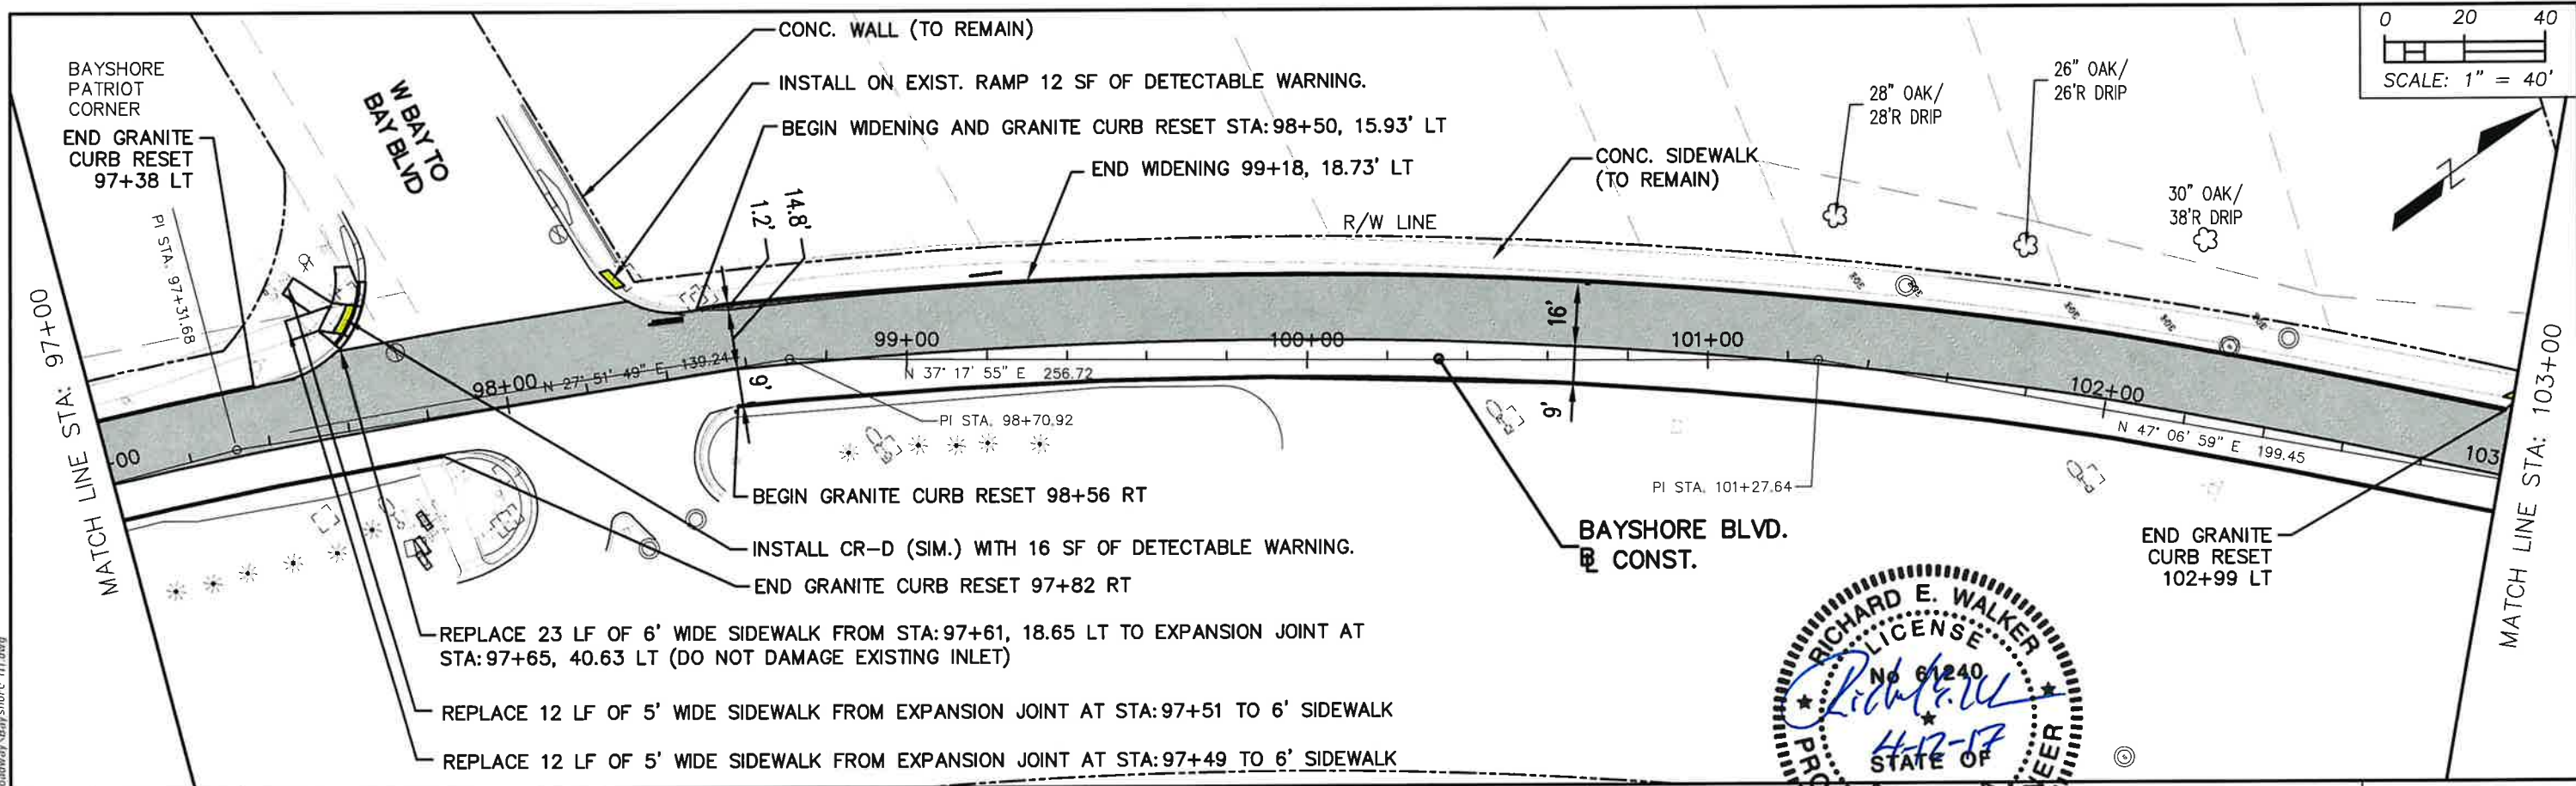 0 20 40
SCALE: 1" = 40'
CONC. WALL (TO REMAIN)
INSTALL ON EXIST. RAMP 12 SF OF DETECTABLE WARNING.
BEGIN WIDENING AND GRANITE CURB RESET STA:98+50, 15.93' LT
END WIDENING 99+18, 18.73' LT
CONC. SIDEWALK
(TO REMAIN)
R/W LINE
28" OAK/
28'R DRIP
26" OAK/
26'R DRIP
30" OAK/
38'R DRIP
BAYSHORE
PATRIOT
CORNER
END GRANITE
CURB RESET
97+38 LT
W BAY TO
BAY BLVD
PI STA. 97+31.68
MATCH LINE STA: 97+00
14.8'
1.2'
9'
16'
9'
-00
98+00
99+00
100+00
101+00
102+00
103
N 27° 51' 49" E 139.24
N 37° 17' 55" E 256.72
N 47° 06' 59" E 199.45
PI STA. 98+70.92
PI STA. 101+27.64
BEGIN GRANITE CURB RESET 98+56 RT
INSTALL CR-D (SIM.) WITH 16 SF OF DETECTABLE WARNING.
END GRANITE CURB RESET 97+82 RT
REPLACE 23 LF OF 6' WIDE SIDEWALK FROM STA:97+61, 18.65 LT TO EXPANSION JOINT AT
STA:97+65, 40.63 LT (DO NOT DAMAGE EXISTING INLET)
REPLACE 12 LF OF 5' WIDE SIDEWALK FROM EXPANSION JOINT AT STA:97+51 TO 6' SIDEWALK
REPLACE 12 LF OF 5' WIDE SIDEWALK FROM EXPANSION JOINT AT STA:97+49 TO 6' SIDEWALK
BAYSHORE BLVD.
BL CONST.
END GRANITE
CURB RESET
102+99 LT
MATCH LINE STA: 103+00
RICHARD E. WALKER
LICENSE
No 61240
4-12-17
STATE OF